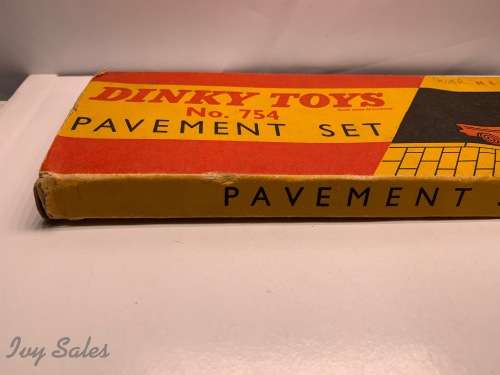 DINKY TOYS
No. 754
PAVEMENT SET
PAVEMENT
Ivy Sales